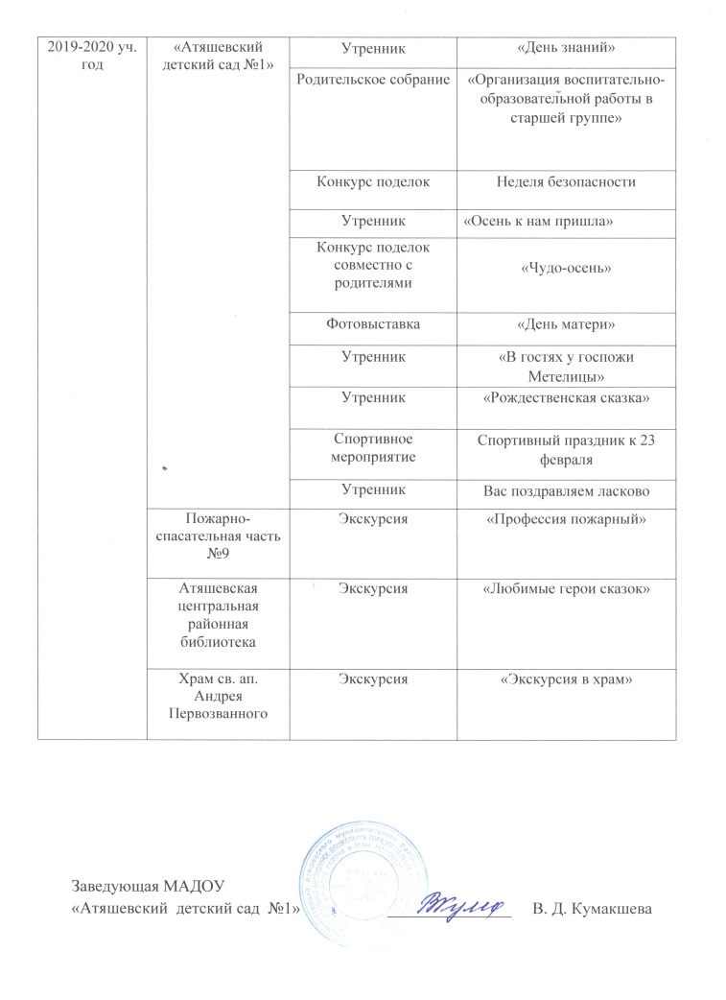 2019-2020 уч.
год
«Атяшевский
детский сад №1»
Утренник
«День знаний»
Родительское собрание
«Организация воспитательно-
образовательной работы в
старшей группе»
Конкурс поделок
Неделя безопасности
Утренник
«Осень к нам пришла»
Конкурс поделок
совместно с
родителями
«Чудо-осень»
Фотовыставка
«День матери»
Утренник
«В гостях у госпожи
Метелицы»
Утренник
«Рождественская сказка»
Спортивное
мероприятие
Спортивный праздник к 23
февраля
Утренник
Вас поздравляем ласково
Пожарно-
спасательная часть
№9
Экскурсия
«Профессия пожарный»
Атяшевская
центральная
районная
библиотека
Экскурсия
«Любимые герои сказок»
Храм св. ап.
Андрея
Первозванного
Экскурсия
«Экскурсия в храм»
Заведующая МАДОУ
«Атяшевский детский сад №1»
В. Д. Кумакшева